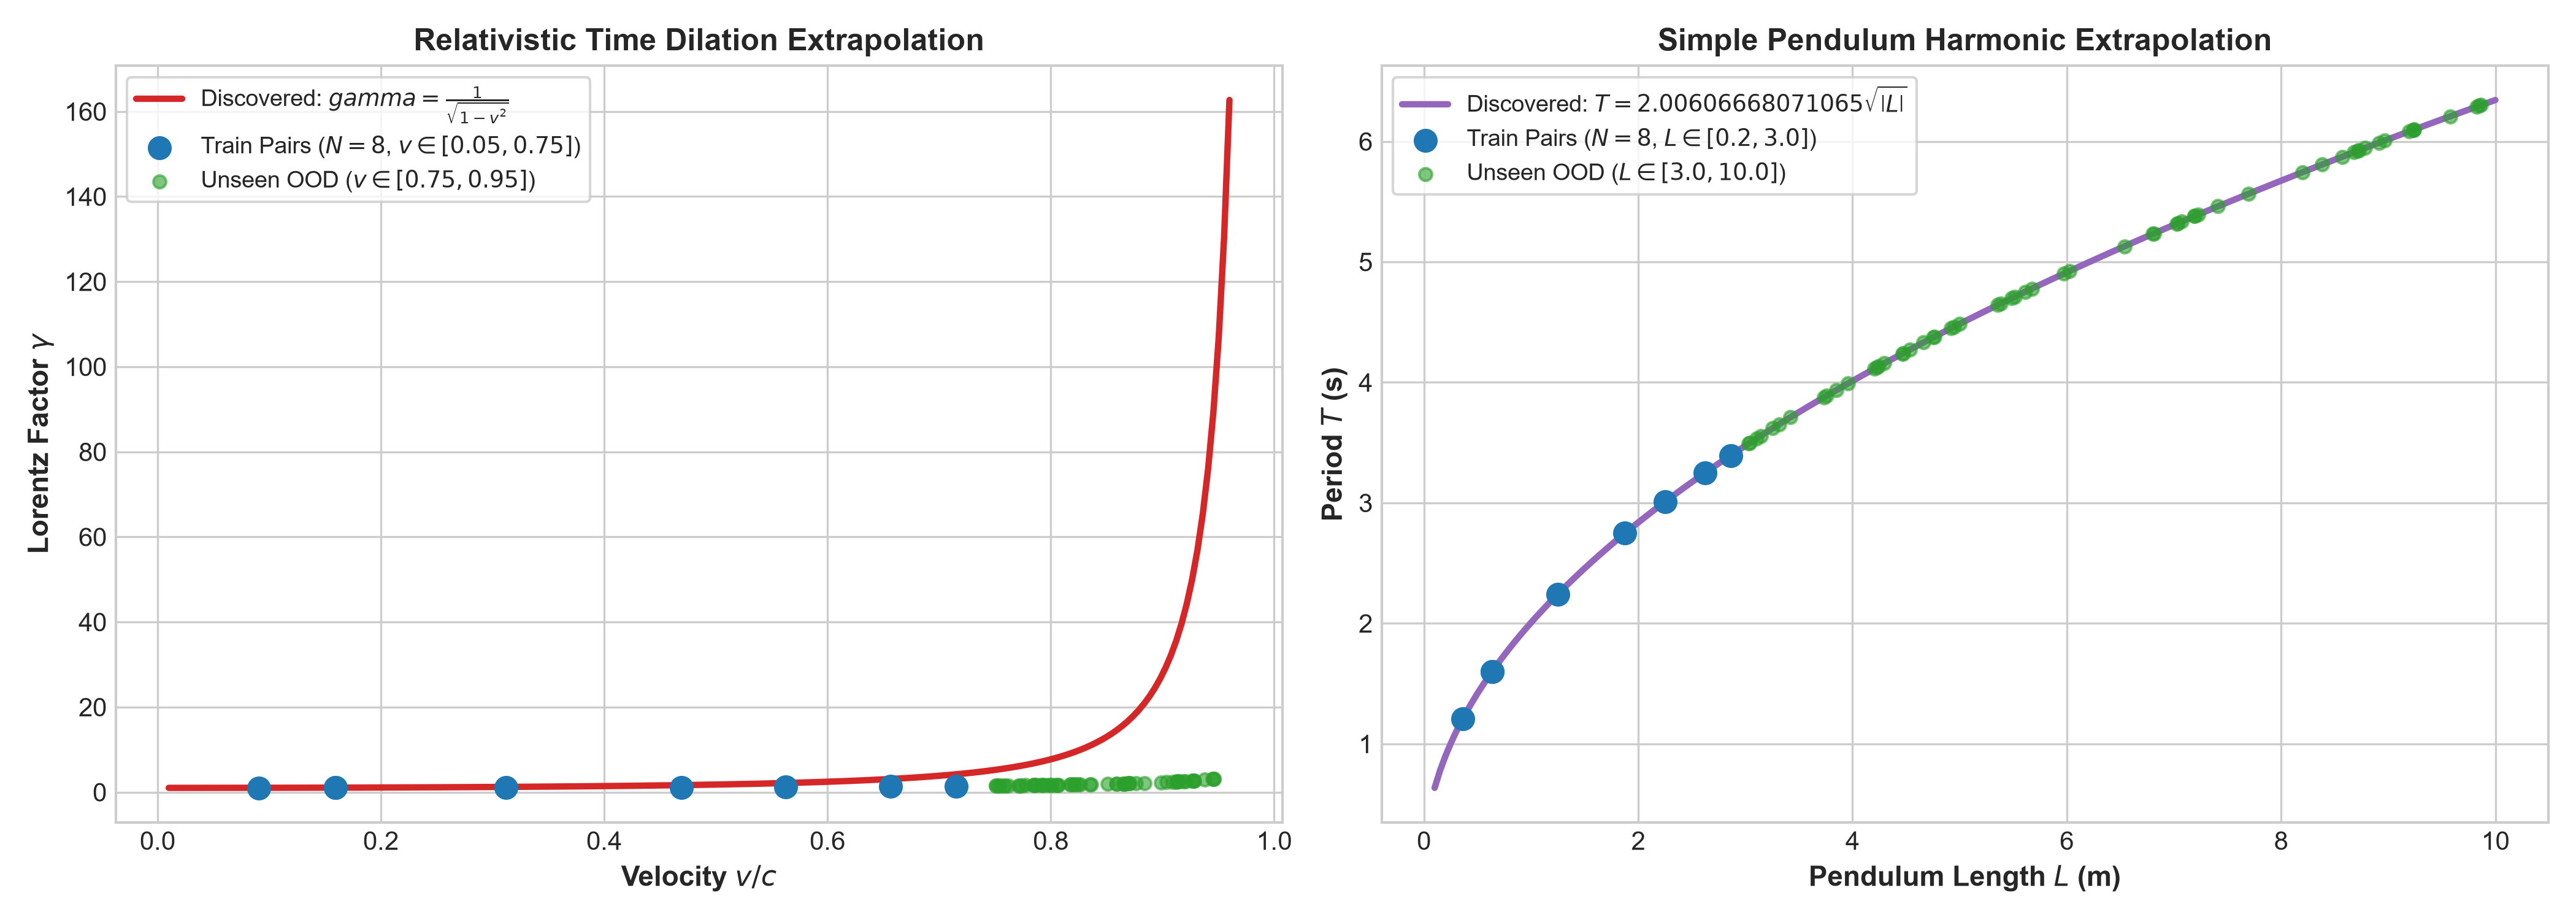 Relativistic Time Dilation Extrapolation
Discovered: gamma = 1/√(1 − v²)
Train Pairs (N = 8, v ∈ [0.05, 0.75])
Unseen OOD (v ∈ [0.75, 0.95])
160
140
120
100
80
60
40
20
0
Lorentz Factor γ
0.0 0.2 0.4 0.6 0.8 1.0
Velocity v/c
Simple Pendulum Harmonic Extrapolation
Discovered: T = 2.00606668071065√|L|
Train Pairs (N = 8, L ∈ [0.2, 3.0])
Unseen OOD (L ∈ [3.0, 10.0])
6
5
4
3
2
1
Period T (s)
0 2 4 6 8 10
Pendulum Length L (m)